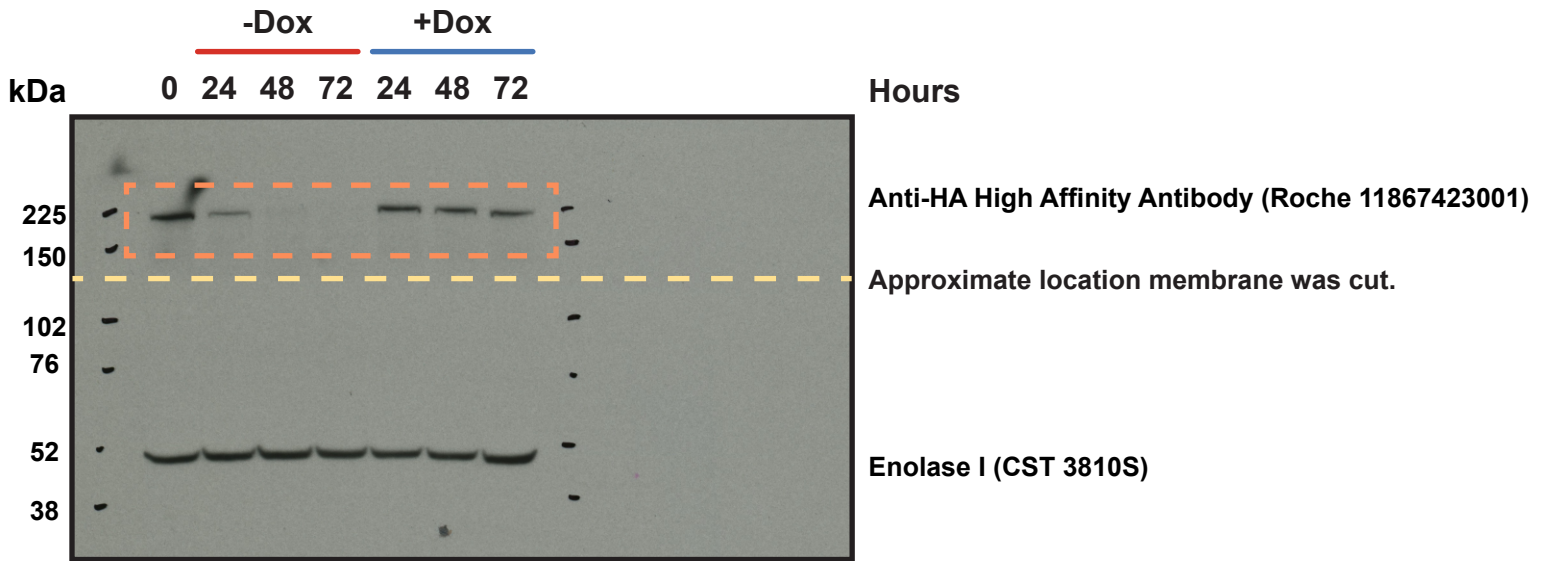 -Dox +Dox
kDa 0 24 48 72 24 48 72 Hours
Anti-HA High Affinity Antibody (Roche 11867423001)
225
150
Approximate location membrane was cut.
102
76
52
Enolase I (CST 3810S)
38